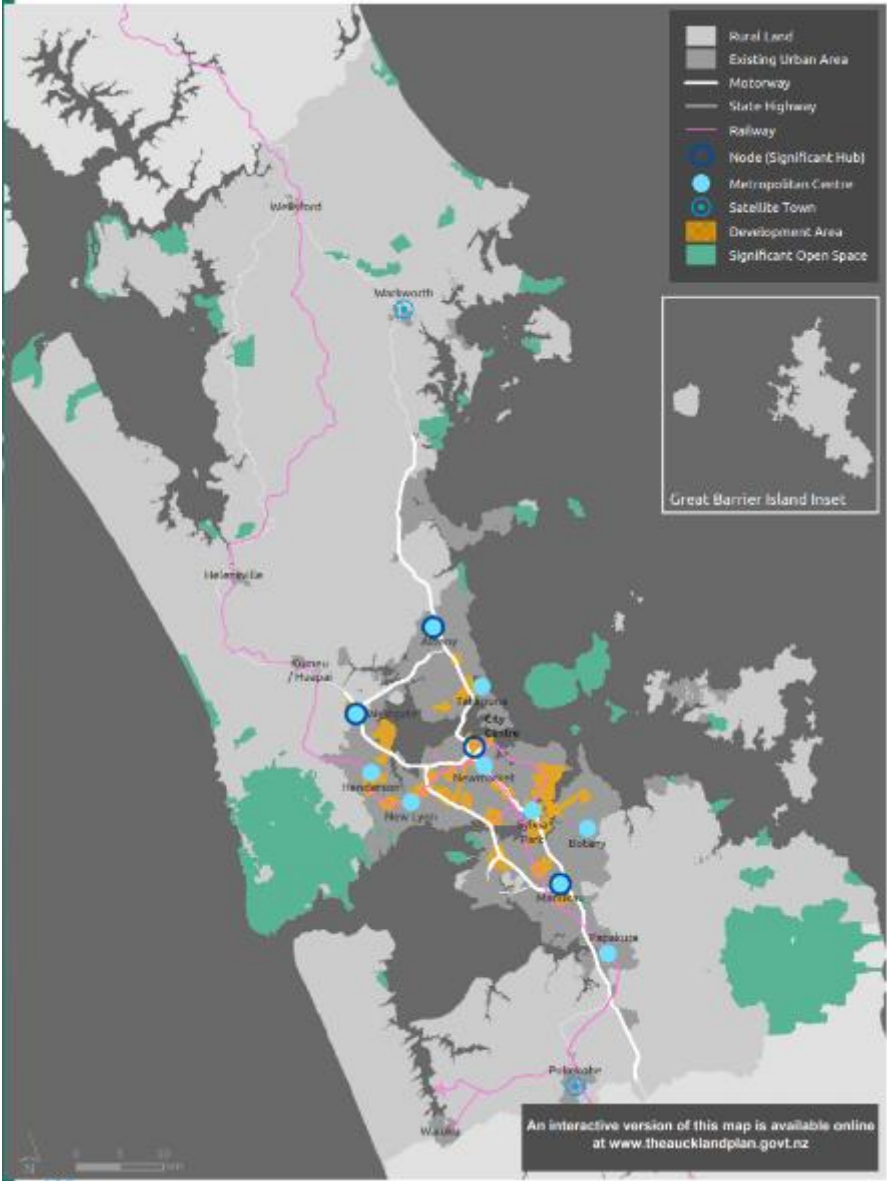 Rural Land
Existing Urban Area
Motorway
State Highway
Railway
Node (Significant Hub)
Metropolitan Centre
Satellite Town
Development Area
Significant Open Space
Wellsford
Warkworth
Great Barrier Island Inset
Helensville
Kumeu
/ Huapai
Albany
Westgate
Takapuna
City
Centre
Newmarket
Henderson
New Lynn
Sylvia
Park
Botany
Manukau
Papakura
Pukekohe
Waiuku
N
An interactive version of this map is available online
at www.theaucklandplan.govt.nz